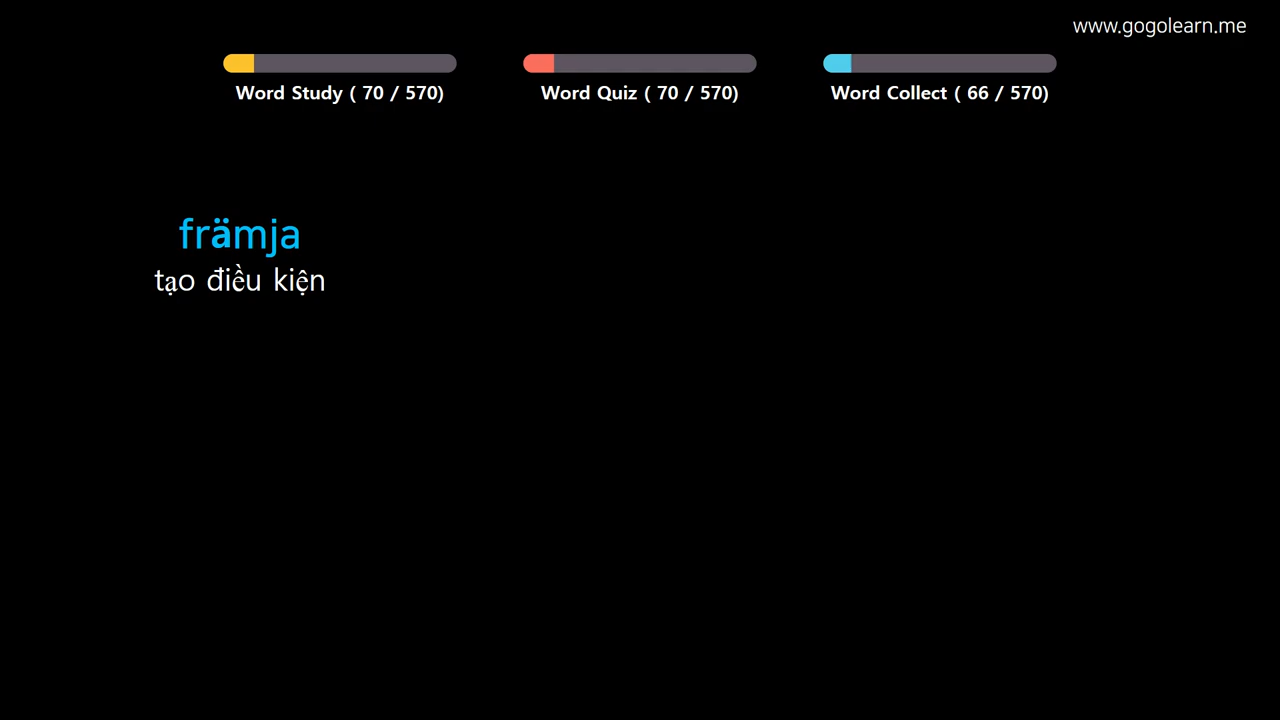 www.gogolearn.me
Word Study ( 70 / 570)
Word Quiz ( 70 / 570)
Word Collect ( 66 / 570)
främja
tạo điều kiện